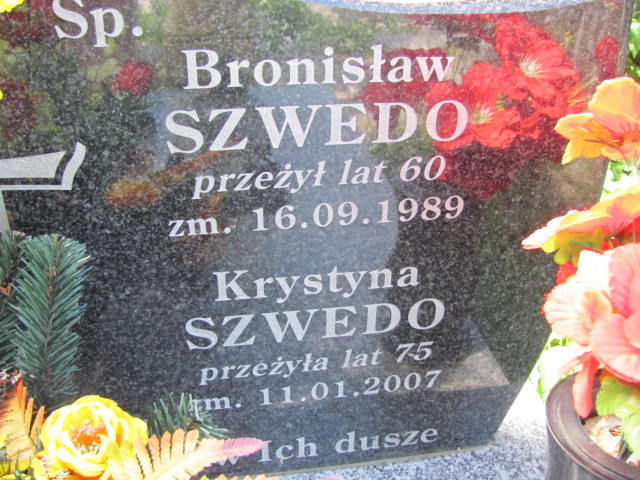 Sp.
Bronisław
SZWEDO
przeżył lat 60
zm. 16.09.1989
Krystyna
SZWEDO
przeżyła lat 75
zm. 11.01.2007
Ich dusze